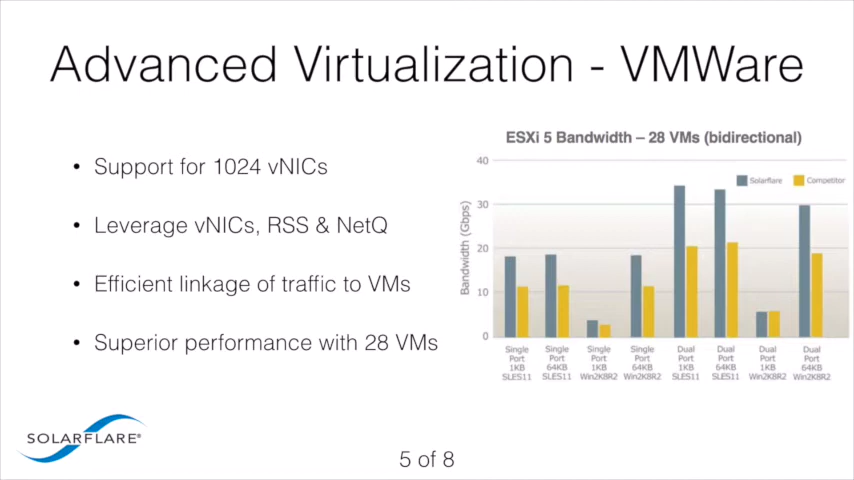 Advanced Virtualization - VMWare
• Support for 1024 vNICs
• Leverage vNICs, RSS & NetQ
• Efficient linkage of traffic to VMs
• Superior performance with 28 VMs
ESXi 5 Bandwidth – 28 VMs (bidirectional)
Solarflare
Competitor
Bandwidth (Gbps)
40
30
20
10
0
Single Port 1KB SLES11
Single Port 64KB SLES11
Single Port 1KB Win2K8R2
Single Port 64KB Win2K8R2
Dual Port 1KB SLES11
Dual Port 64KB SLES11
Dual Port 1KB Win2K8R2
Dual Port 64KB Win2K8R2
SOLARFLARE®
5 of 8